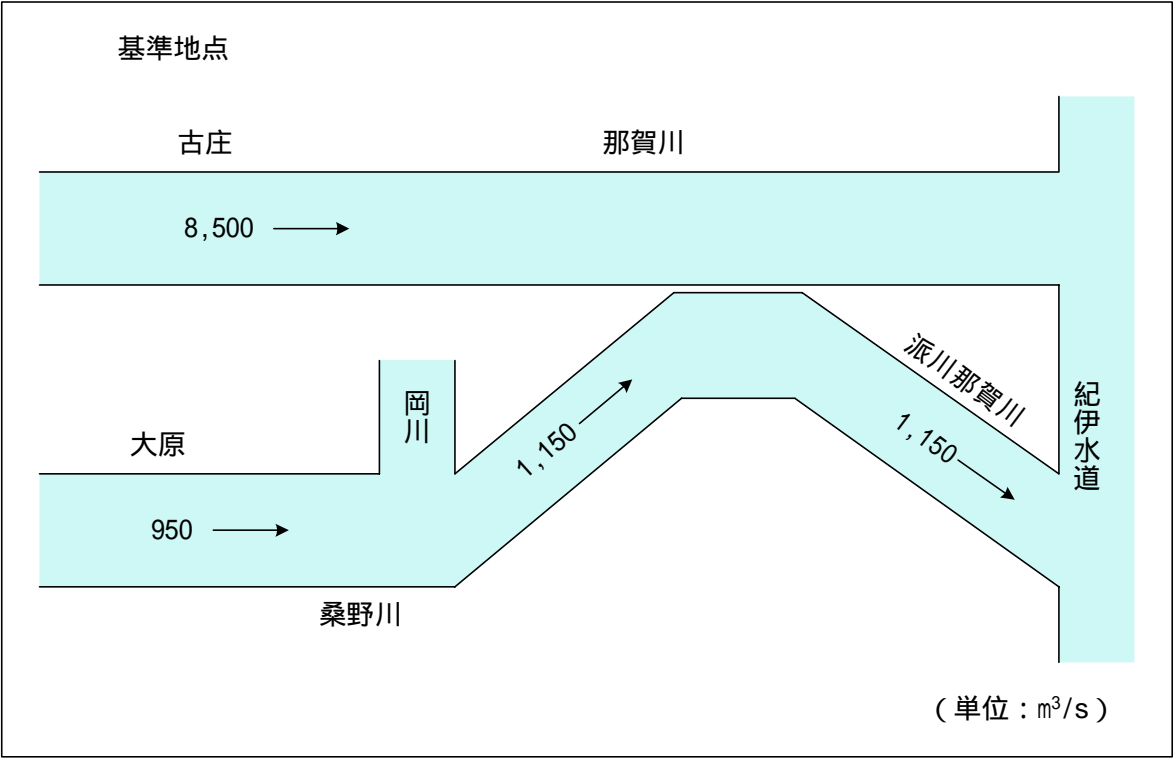 基準地点
古庄
那賀川
8,500
派川那賀川
岡川
1,150
1,150
紀伊水道
大原
950
桑野川
(単位:m³/s)